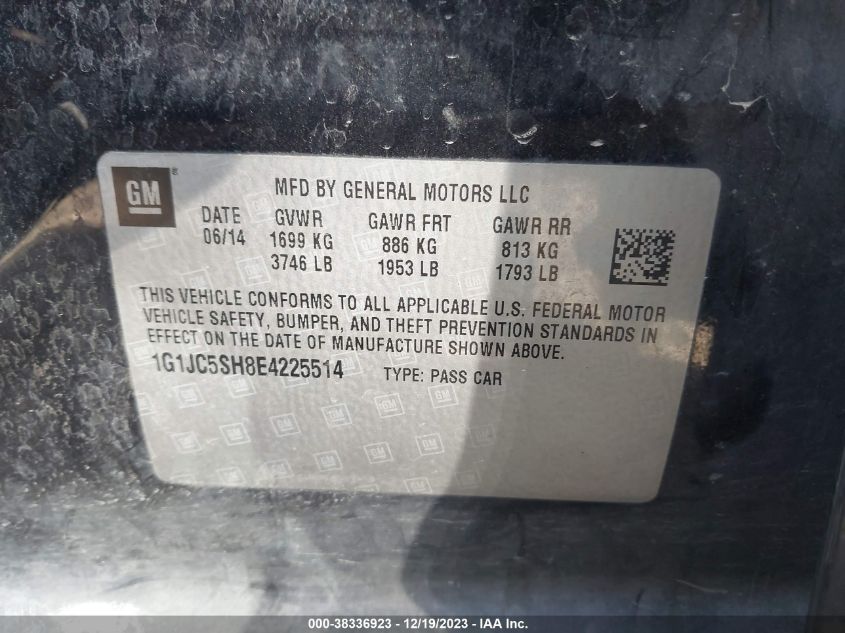 GM ®
MFD BY GENERAL MOTORS LLC
DATE GVWR GAWR FRT GAWR RR
06/14 1699 KG 886 KG 813 KG
3746 LB 1953 LB 1793 LB
THIS VEHICLE CONFORMS TO ALL APPLICABLE U.S. FEDERAL MOTOR
VEHICLE SAFETY, BUMPER, AND THEFT PREVENTION STANDARDS IN
EFFECT ON THE DATE OF MANUFACTURE SHOWN ABOVE.
1G1JC5SH8E4225514 TYPE: PASS CAR
000-38336923 - 12/19/2023 - IAA Inc.